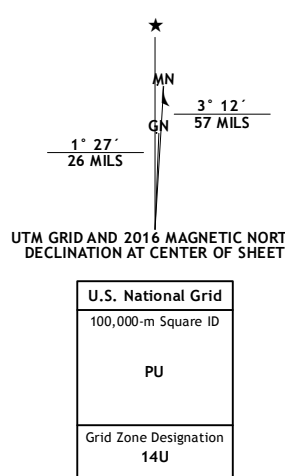 ★
MN
GN
3° 12´
57 MILS
1° 27´
26 MILS
UTM GRID AND 2016 MAGNETIC NORT
DECLINATION AT CENTER OF SHEET
U.S. National Grid
100,000-m Square ID
PU
Grid Zone Designation
14U